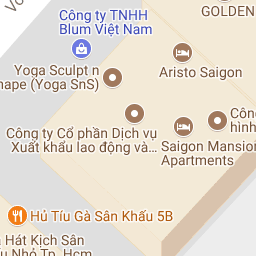 GOLDEN
Công ty TNHH
Blum Việt Nam
Yoga Sculpt n
hape (Yoga SnS)
Aristo Saigon
Công ty Cổ phần Dịch vụ
Xuất khẩu lao động và...
Saigon Mansion
Apartments
Côn
hình
Hủ Tíu Gà Sân Khấu 5B
à Hát Kịch Sân
u Nhỏ Tp. Hcm